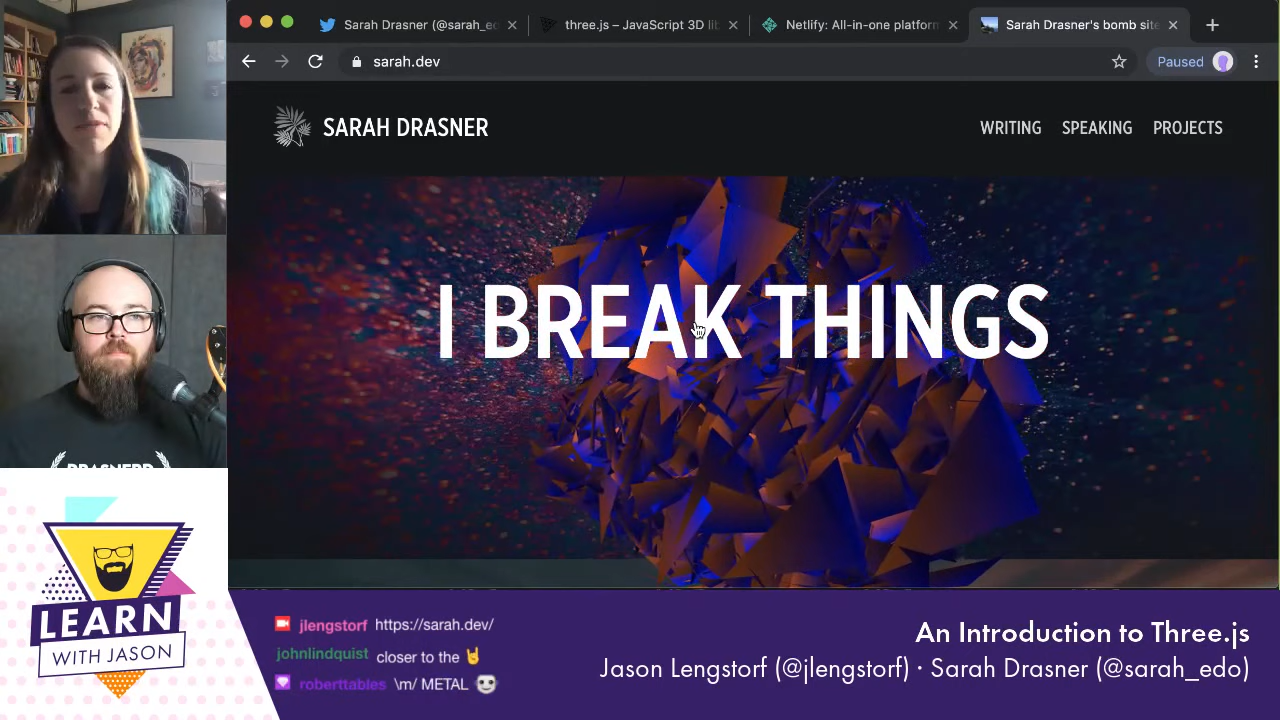 Sarah Drasner (@sarah_ed
three.js – JavaScript 3D lib
Netlify: All-in-one platform
Sarah Drasner's bomb site
sarah.dev
Paused
SARAH DRASNER
WRITING SPEAKING PROJECTS
I BREAK THINGS
DRASNERD
LEARN
WITH JASON
jlengstorf https://sarah.dev/
johnlindquist closer to the 🤘
roberttables \m/ METAL 💀
An Introduction to Three.js
Jason Lengstorf (@jlengstorf) · Sarah Drasner (@sarah_edo)